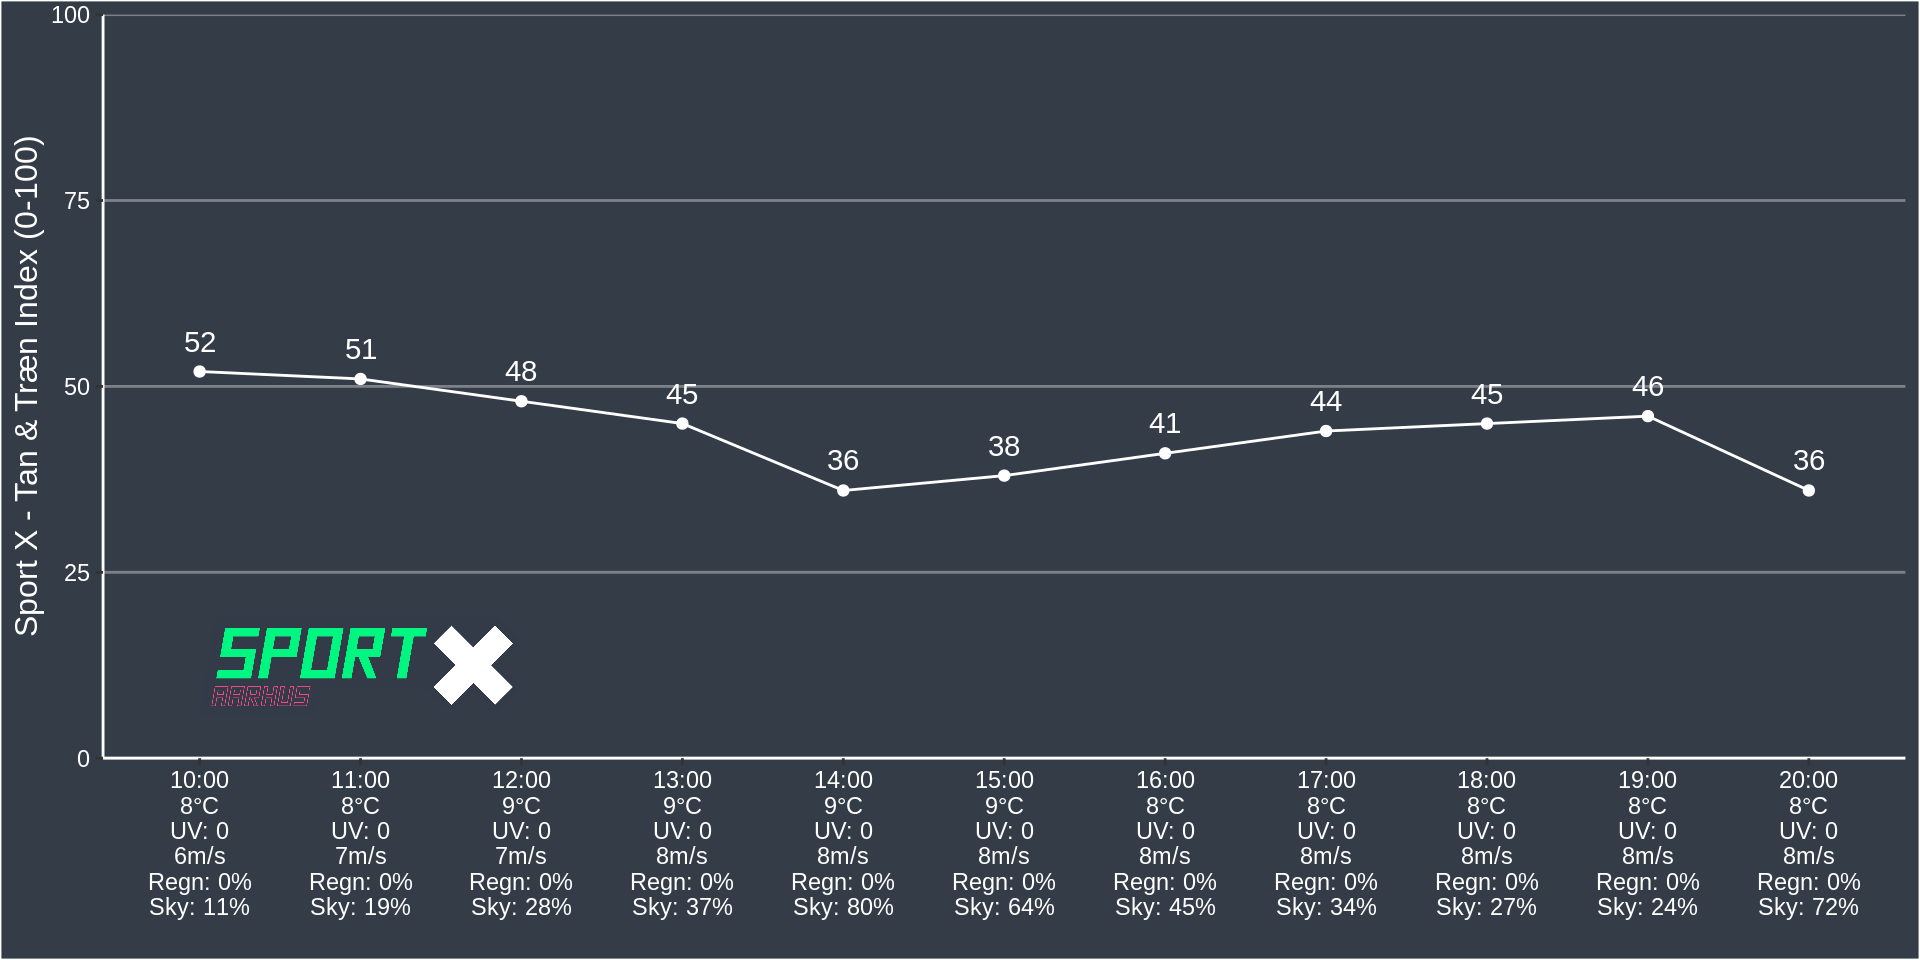 Sport X - Tan & Træn Index (0-100)
100
75
50
25
0
52
51
48
45
36
38
41
44
45
46
36
SPORT X
AARHUS
10:00 11:00 12:00 13:00 14:00 15:00 16:00 17:00 18:00 19:00 20:00
8°C 8°C 9°C 9°C 9°C 9°C 8°C 8°C 8°C 8°C 8°C
UV: 0 UV: 0 UV: 0 UV: 0 UV: 0 UV: 0 UV: 0 UV: 0 UV: 0 UV: 0 UV: 0
6m/s 7m/s 7m/s 8m/s 8m/s 8m/s 8m/s 8m/s 8m/s 8m/s 8m/s
Regn: 0% Regn: 0% Regn: 0% Regn: 0% Regn: 0% Regn: 0% Regn: 0% Regn: 0% Regn: 0% Regn: 0% Regn: 0%
Sky: 11% Sky: 19% Sky: 28% Sky: 37% Sky: 80% Sky: 64% Sky: 45% Sky: 34% Sky: 27% Sky: 24% Sky: 72%